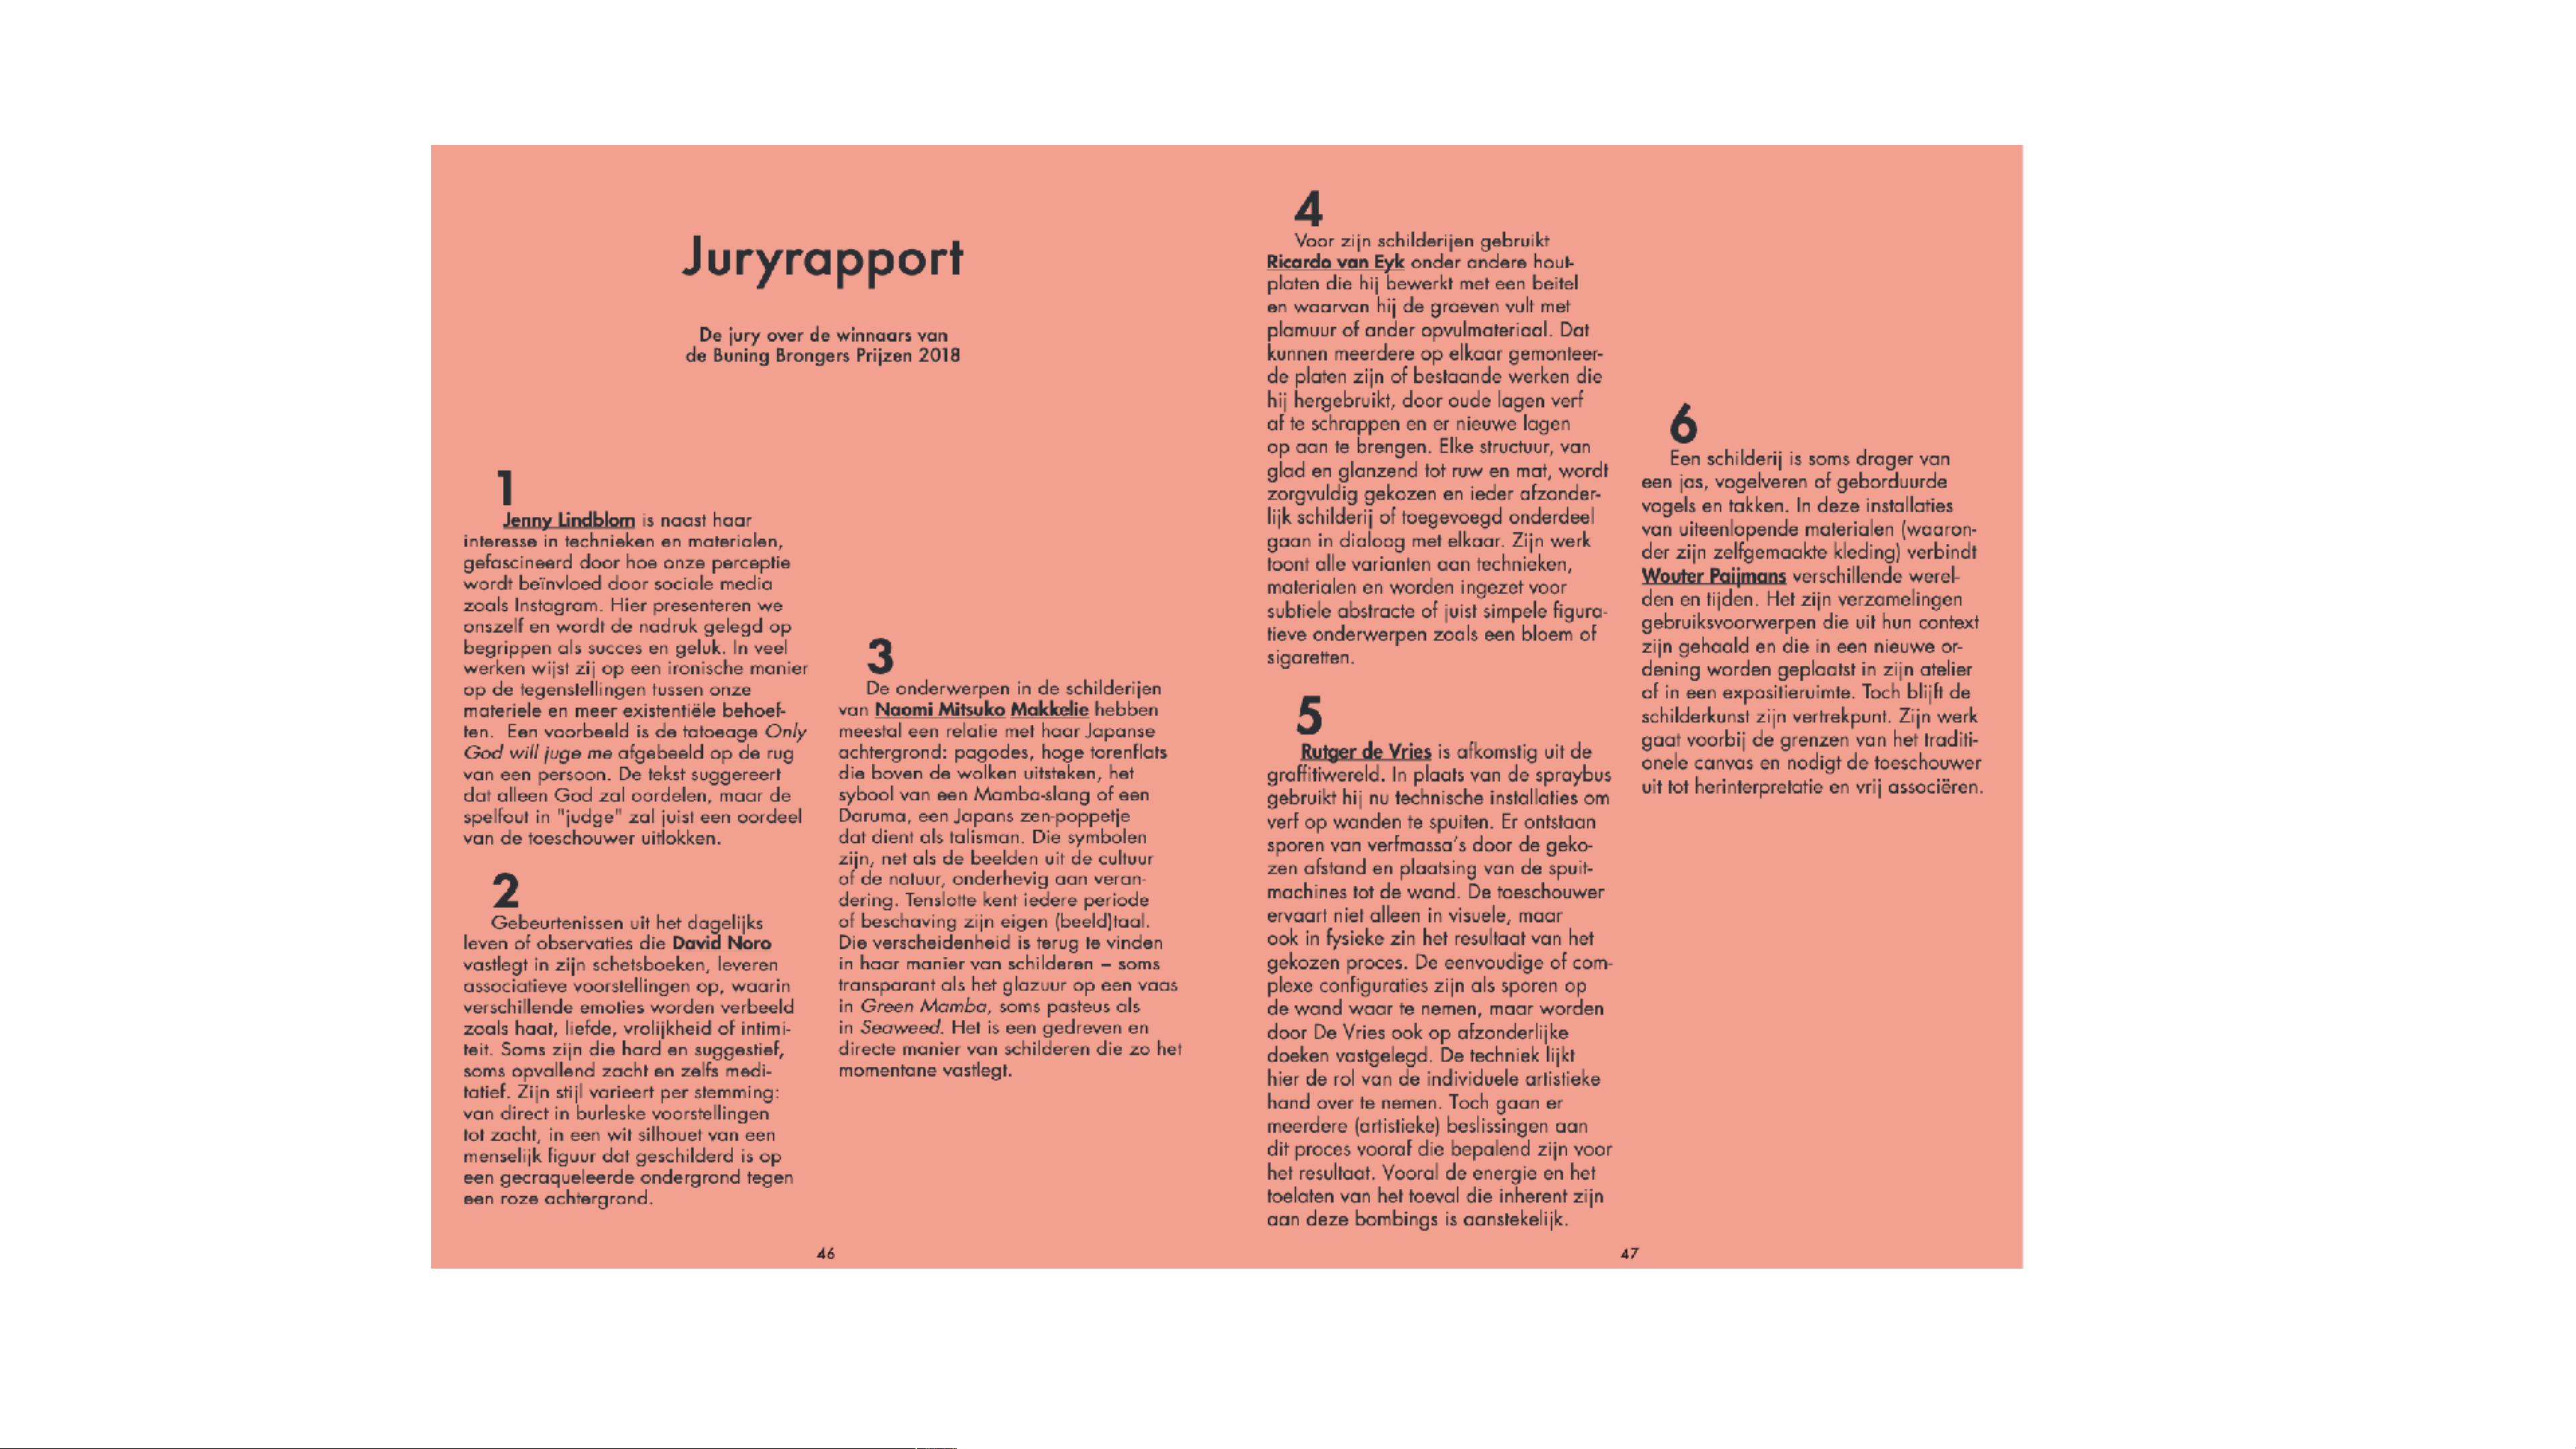 Juryrapport
De jury over de winnaars van
de Buning Brongers Prijzen 2018
1
Jenny Lindblom is naast haar
interesse in technieken en materialen,
gefascineerd door hoe onze perceptie
wordt beïnvloed door sociale media
zoals Instagram. Hier presenteren we
onszelf en wordt de nadruk gelegd op
begrippen als succes en geluk. In veel
werken wijst zij op een ironische manier
op de tegenstellingen tussen onze
materiele en meer existentiële behoef-
ten. Een voorbeeld is de tatoeage Only
God will juge me afgebeeld op de rug
van een persoon. De tekst suggereert
dat alleen God zal oordelen, maar de
spelfout in "judge" zal juist een oordeel
van de toeschouwer uitlokken.
2
Gebeurtenissen uit het dagelijks
leven of observaties die David Noro
vastlegt in zijn schetsboeken, leveren
associatieve voorstellingen op, waarin
verschillende emoties worden verbeeld
zoals haat, liefde, vrolijkheid of intimi-
teit. Soms zijn die hard en suggestief,
soms opvallend zacht en zelfs medi-
tatief. Zijn stijl varieert per stemming:
van direct in burleske voorstellingen
tot zacht, in een wit silhouet van een
menselijk figuur dat geschilderd is op
een gecraqueleerde ondergrond tegen
een roze achtergrond.
3
De onderwerpen in de schilderijen
van Naomi Mitsuko Makkelie hebben
meestal een relatie met haar Japanse
achtergrond: pagodes, hoge torenflats
die boven de wolken uitsteken, het
sybool van een Mamba-slang of een
Daruma, een Japans zen-poppetje
dat dient als talisman. Die symbolen
zijn, net als de beelden uit de cultuur
of de natuur, onderhevig aan veran-
dering. Tenslotte kent iedere periode
of beschaving zijn eigen (beeld)taal.
Die verscheidenheid is terug te vinden
in haar manier van schilderen – soms
transparant als het glazuur op een vaas
in Green Mamba, soms pasteus als
in Seaweed. Het is een gedreven en
directe manier van schilderen die zo het
momentane vastlegt.
46
4
Voor zijn schilderijen gebruikt
Ricardo van Eyk onder andere hout-
platen die hij bewerkt met een beitel
en waarvan hij de groeven vult met
plamuur of ander opvulmateriaal. Dat
kunnen meerdere op elkaar gemonteer-
de platen zijn of bestaande werken die
hij hergebruikt, door oude lagen verf
af te schrappen en er nieuwe lagen
op aan te brengen. Elke structuur, van
glad en glanzend tot ruw en mat, wordt
zorgvuldig gekozen en ieder afzonder-
lijk schilderij of toegevoegd onderdeel
gaan in dialoog met elkaar. Zijn werk
toont alle varianten aan technieken,
materialen en worden ingezet voor
subtiele abstracte of juist simpele figura-
tieve onderwerpen zoals een bloem of
sigaretten.
5
Rutger de Vries is afkomstig uit de
graffitiwereld. In plaats van de spraybus
gebruikt hij nu technische installaties om
verf op wanden te spuiten. Er ontstaan
sporen van verfmassa's door de geko-
zen afstand en plaatsing van de spuit-
machines tot de wand. De toeschouwer
ervaart niet alleen in visuele, maar
ook in fysieke zin het resultaat van het
gekozen proces. De eenvoudige of com-
plexe configuraties zijn als sporen op
de wand waar te nemen, maar worden
door De Vries ook op afzonderlijke
doeken vastgelegd. De techniek lijkt
hier de rol van de individuele artistieke
hand over te nemen. Toch gaan er
meerdere (artistieke) beslissingen aan
dit proces vooraf die bepalend zijn voor
het resultaat. Vooral de energie en het
toelaten van het toeval die inherent zijn
aan deze bombings is aanstekelijk.
6
Een schilderij is soms drager van
een jas, vogelveren of geborduurde
vogels en takken. In deze installaties
van uiteenlopende materialen (waaron-
der zijn zelfgemaakte kleding) verbindt
Wouter Paijmans verschillende werel-
den en tijden. Het zijn verzamelingen
gebruiksvoorwerpen die uit hun context
zijn gehaald en die in een nieuwe or-
dening worden geplaatst in zijn atelier
of in een expositieruimte. Toch blijft de
schilderkunst zijn vertrekpunt. Zijn werk
gaat voorbij de grenzen van het traditi-
onele canvas en nodigt de toeschouwer
uit tot herinterpretatie en vrij associëren.
47